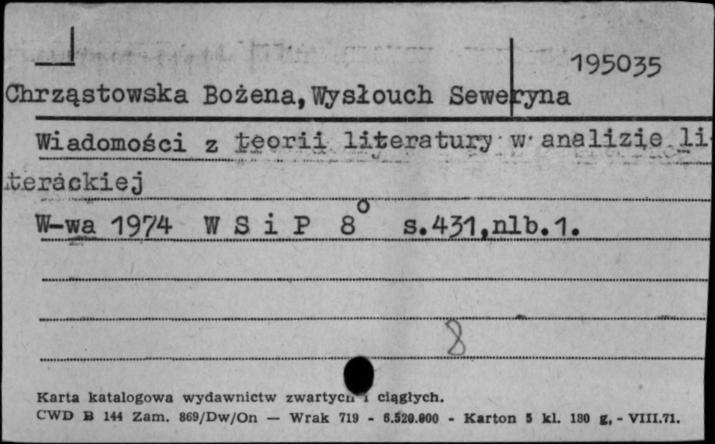 195035
Chrząstowska Bożena,Wysłouch Seweryna
Wiadomości z teorii literatury w analizie li-
terackiej
W-wa 1974 W S i P 8° s.431,nlb.1.
8
Karta katalogowa wydawnictw zwartych i ciągłych.
CWD B 144 Zam. 869/Dw/On — Wrak 719 - 6.520.000 - Karton 5 kl. 180 g, - VIII.71.